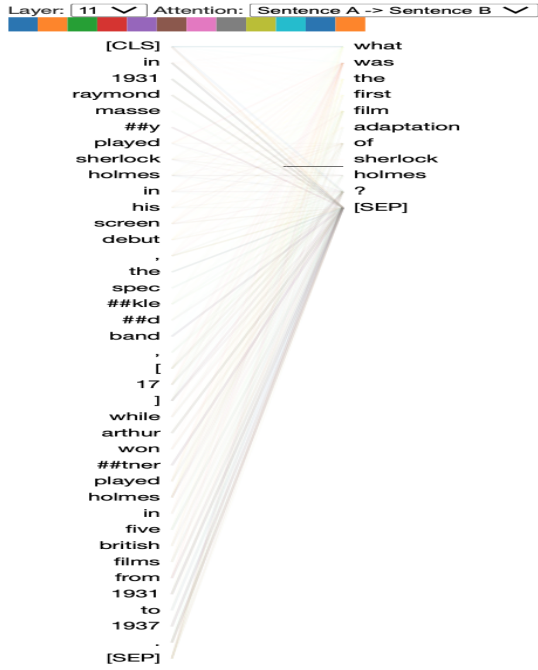 Layer: 11 Attention: Sentence A -> Sentence B
[CLS] what
in was
1931 the
raymond first
masse film
##y adaptation
played of
sherlock sherlock
holmes holmes
in ?
his [SEP]
screen
debut
,
the
spec
##kle
##d
band
,
[
17
]
while
arthur
won
##tner
played
holmes
in
five
british
films
from
1931
to
1937
.
[SEP]